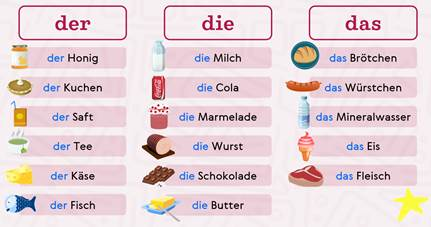 der
die
das
der Honig
die Milch
das Brötchen
der Kuchen
die Cola
das Würstchen
der Saft
die Marmelade
das Mineralwasser
der Tee
die Wurst
das Eis
der Käse
die Schokolade
das Fleisch
der Fisch
die Butter